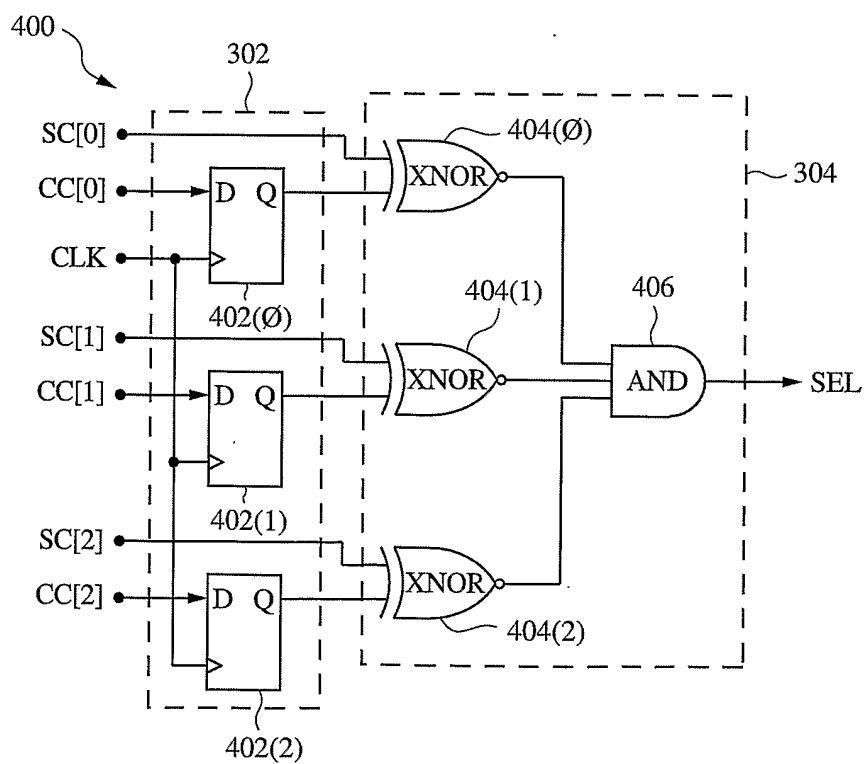 400
302
SC[0]
404(Ø)
XNOR
304
CC[0]
D Q
CLK
402(Ø)
404(1)
406
SC[1]
XNOR
AND
SEL
CC[1]
D Q
402(1)
SC[2]
XNOR
CC[2]
D Q
404(2)
402(2)